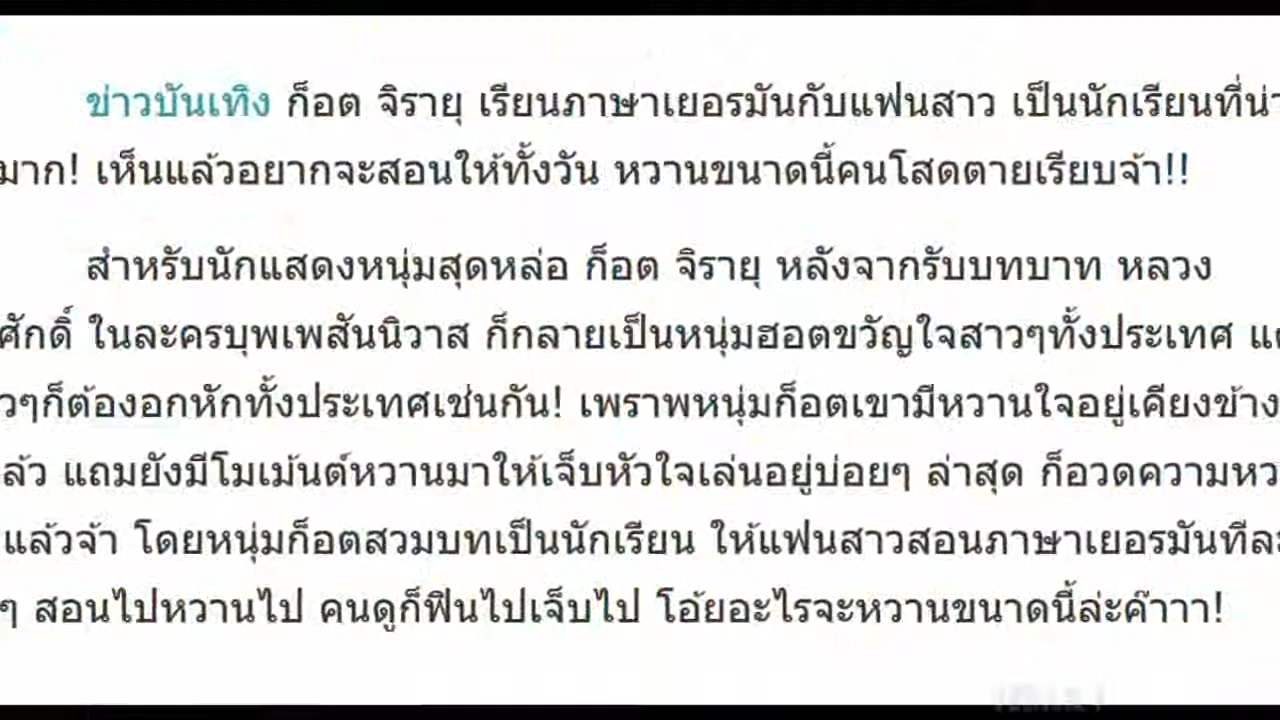 ข่าวบันเทิง ก็อต จิรายุ เรียนภาษาเยอรมันกับแฟนสาว เป็นนักเรียนที่น่า
มาก! เห็นแล้วอยากจะสอนให้ทั้งวัน หวานขนาดนี้คนโสดตายเรียบจ้า!!
สำหรับนักแสดงหนุ่มสุดหล่อ ก็อต จิรายุ หลังจากรับบทบาท หลวง
ศักดิ์ ในละครบุพเพสันนิวาส ก็กลายเป็นหนุ่มฮอตขวัญใจสาวๆทั้งประเทศ
วๆก็ต้องอกหักทั้งประเทศเช่นกัน! เพราพหนุ่มก็อตเขามีหวานใจอยู่เคียงข้าง
ล้ว แถมยังมีโมเม้นต์หวานมาให้เจ็บหัวใจเล่นอยู่บ่อยๆ ล่าสุด ก็อวดความหว
แล้วจ้า โดยหนุ่มก็อตสวมบทเป็นนักเรียน ให้แฟนสาวสอนภาษาเยอรมันทีละ
ๆ สอนไปหวานไป คนดูก็ฟินไปเจ็บไป โอ้ยอะไรจะหวานขนาดนี้ล่ะค๊าาา!